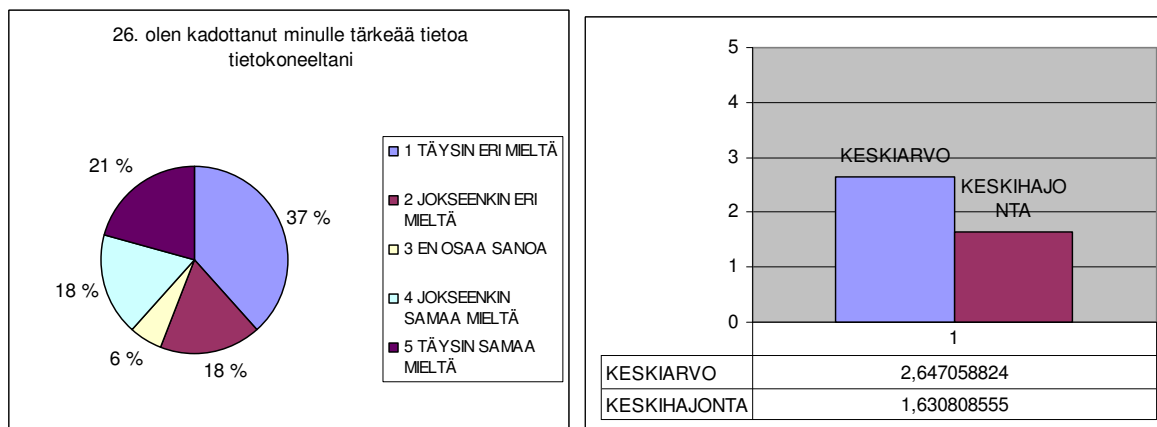 26. olen kadottanut minulle tärkeää tietoa
tietokoneeltani
37 %
18 %
6 %
18 %
21 %
1 TÄYSIN ERI MIELTÄ
2 JOKSEENKIN ERI
MIELTÄ
3 EN OSAA SANOA
4 JOKSEENKIN
SAMAA MIELTÄ
5 TÄYSIN SAMAA
MIELTÄ
5
4
3
2
1
0
KESKIARVO
KESKIHAJO
NTA
1
KESKIARVO 2,647058824
KESKIHAJONTA 1,630808555